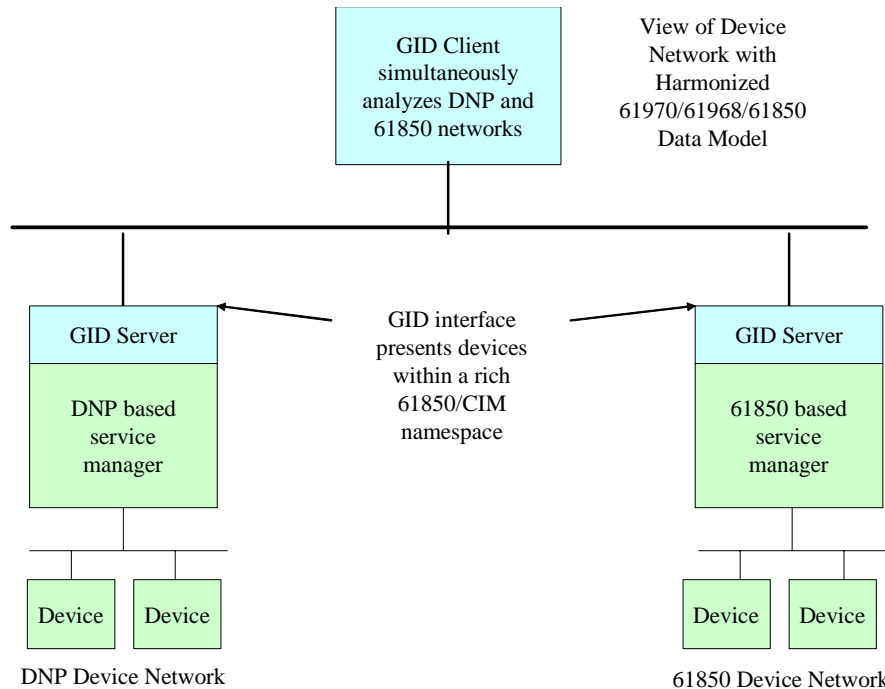 GID Client
simultaneously
analyzes DNP and
61850 networks
View of Device
Network with
Harmonized
61970/61968/61850
Data Model
GID Server
DNP based
service
manager
GID interface
presents devices
within a rich
61850/CIM
namespace
GID Server
61850 based
service
manager
Device
Device
DNP Device Network
Device
Device
61850 Device Network